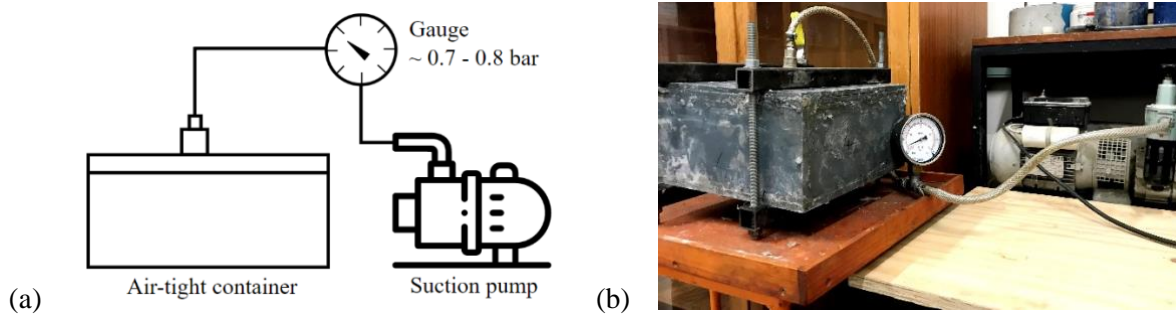 Gauge
~ 0.7 - 0.8 bar
Air-tight container
Suction pump
(a)
(b)